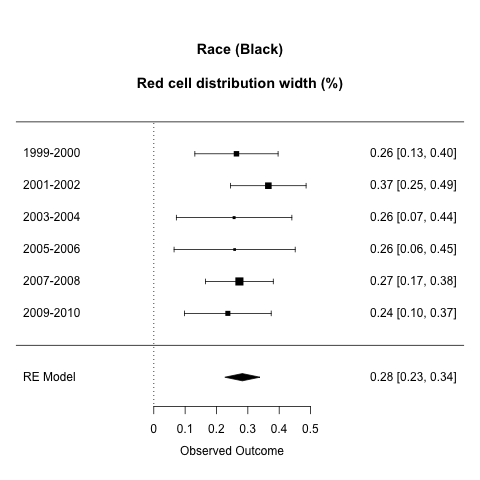 Race (Black)
Red cell distribution width (%)
1999-2000 0.26 [0.13, 0.40]
2001-2002 0.37 [0.25, 0.49]
2003-2004 0.26 [0.07, 0.44]
2005-2006 0.26 [0.06, 0.45]
2007-2008 0.27 [0.17, 0.38]
2009-2010 0.24 [0.10, 0.37]
RE Model 0.28 [0.23, 0.34]
0 0.1 0.2 0.3 0.4 0.5
Observed Outcome